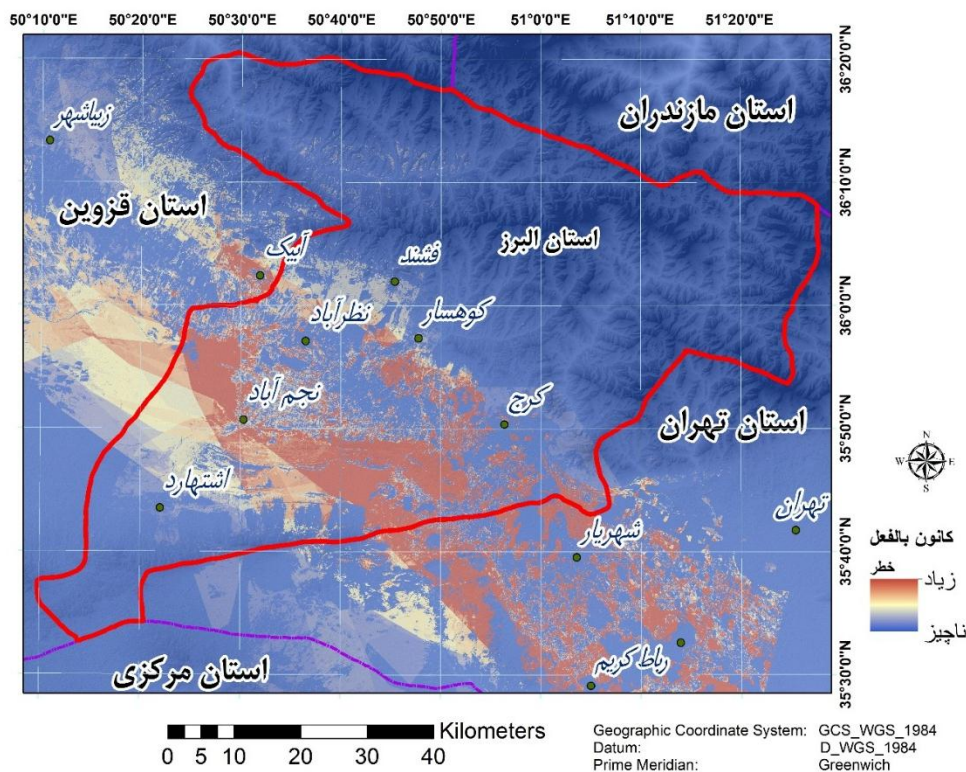 50°10'0"E 50°20'0"E 50°30'0"E 50°40'0"E 50°50'0"E 51°0'0"E 51°10'0"E 51°20'0"E
36°20'0"N
36°10'0"N
36°0'0"N
35°50'0"N
35°40'0"N
35°30'0"N
استان مازندران
زیباشهر
استان قزوین
استان البرز
آبیک
فشند
نظرآباد
کوهسار
نجم آباد
کرج
استان تهران
اشتهارد
شهریار
تهران
رباط کریم
استان مرکزی
N
W E
S
کانون بالفعل
خطر
زیاد
ناچیز
0 5 10 20 30 40 Kilometers
Geographic Coordinate System: GCS_WGS_1984
Datum: D_WGS_1984
Prime Meridian: Greenwich